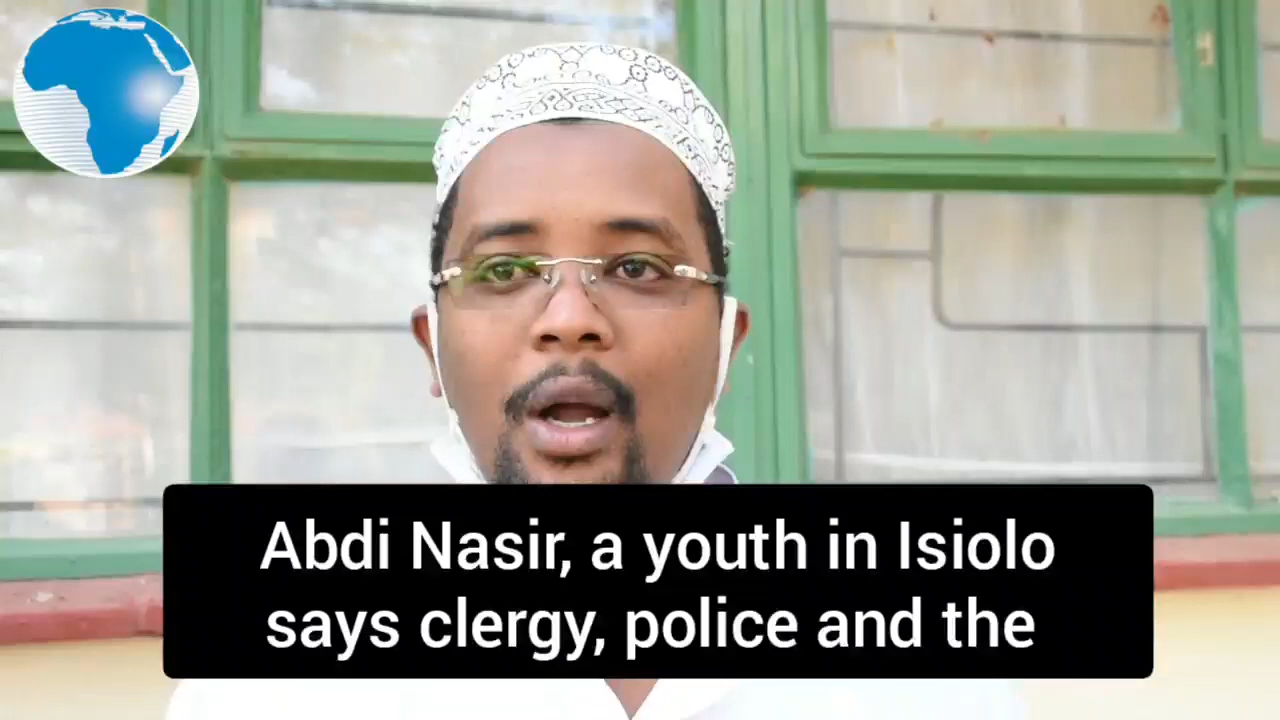 Abdi Nasir, a youth in Isiolo
says clergy, police and the